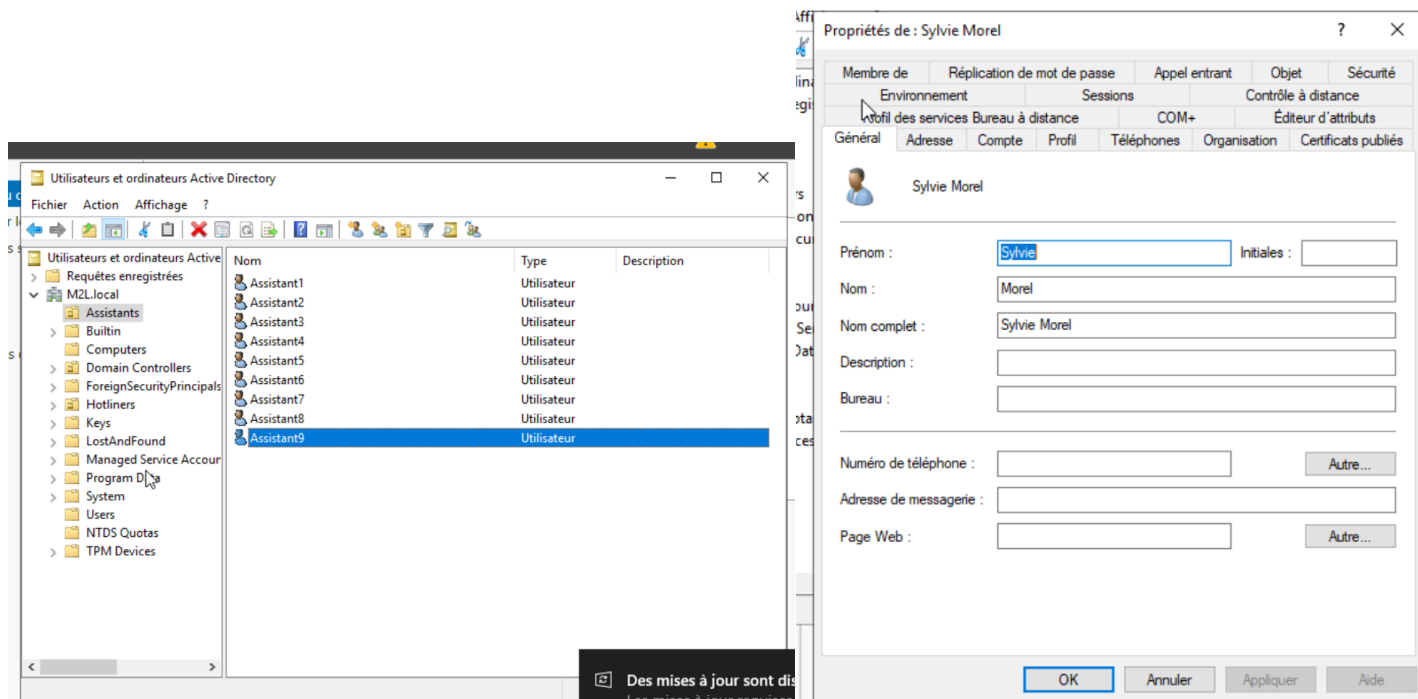 Utilisateurs et ordinateurs Active Directory
Fichier Action Affichage ?
Utilisateurs et ordinateurs Active
Requêtes enregistrées
M2L.local
Assistants
Builtin
Computers
Domain Controllers
ForeignSecurityPrincipals
Hotliners
Keys
LostAndFound
Managed Service Accour
Program
System
Users
NTDS Quotas
TPM Devices
Nom Type Description
Assistant1 Utilisateur
Assistant2 Utilisateur
Assistant3 Utilisateur
Assistant4 Utilisateur
Assistant5 Utilisateur
Assistant6 Utilisateur
Assistant7 Utilisateur
Assistant8 Utilisateur
Assistant9 Utilisateur
Des mises à jour sont dis
Propriétés de : Sylvie Morel ?
Membre de Réplication de mot de passe Appel entrant Objet Sécurité
Environnement Sessions Contrôle à distance
des services Bureau à distance COM+ Éditeur d'attributs
Général Adresse Compte Profil Téléphones Organisation Certificats publiés
Sylvie Morel
Prénom : Sylvie Initiales :
Nom : Morel
Nom complet : Sylvie Morel
Description :
Bureau :
Numéro de téléphone : Autre...
Adresse de messagerie :
Page Web : Autre...
OK Annuler Appliquer Aide